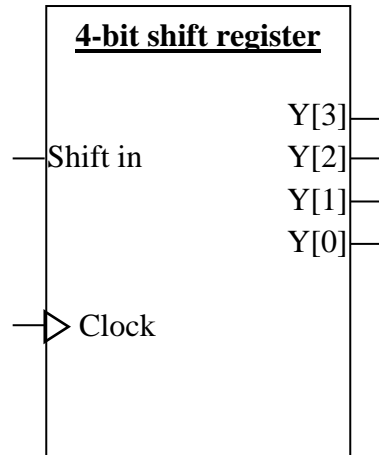 4-bit shift register
Y[3]
Shift in Y[2]
Y[1]
Y[0]
Clock